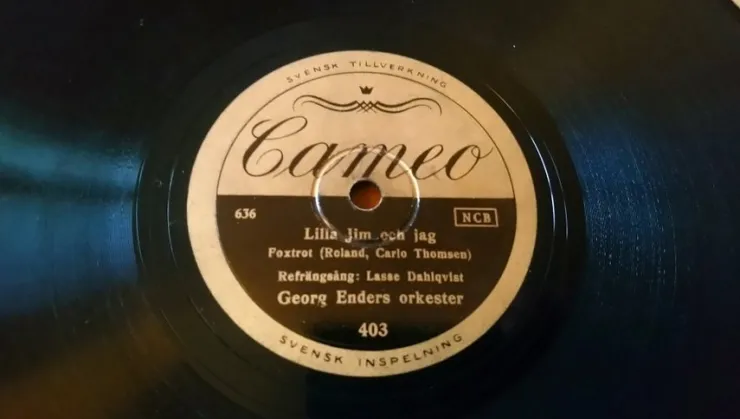 SVENSK TILLVERKNING
Cameo
636
NCB
Lilla Jim och jag
Foxtrot (Roland, Carlo Thomsen)
Refrängsång: Lasse Dahlqvist
Georg Enders orkester
403
SVENSK INSPELNING